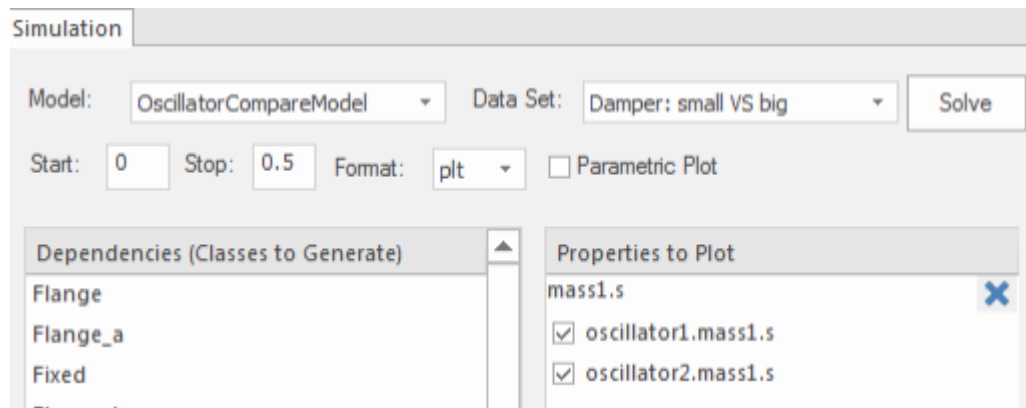 Simulation
Model: OscillatorCompareModel Data Set: Damper: small VS big Solve
Start: 0 Stop: 0.5 Format: plt Parametric Plot
Dependencies (Classes to Generate) Properties to Plot
Flange mass1.s
Flange_a oscillator1.mass1.s
Fixed oscillator2.mass1.s